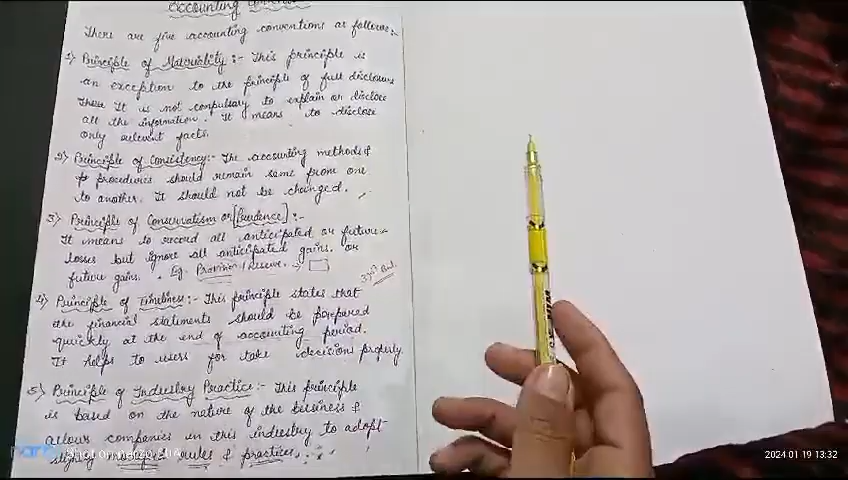 Accounting
There are five accounting conventions as follows:-
1) Principle of Materiality :- This principle is
an exception to the principle of full disclosure
There It is not compulsary to explain or disclose
all the information. It means to disclose
only relevent facts.
2) Principle of Consistency:- The accounting methods &
procedures should remain same from one
to another. It should not be changed.
3) Principle of Conservatism or [Prudence] :-
It means to record all anticipated or future
losses but ignore all anticipated gains. or
future gains. Eg. Provision / Reserve.
4) Principle of Timeliness:- This principle states that
the financial statements should be prepared
quickly at the end of accounting period.
It helps to users for take decisions properly.
5) Principle of Industry Practice:- This principle
is based on the nature of the business &
allows companies in this industry to adopt
slightly modified rules & practices.
Shot on
2024 01 19 13:32